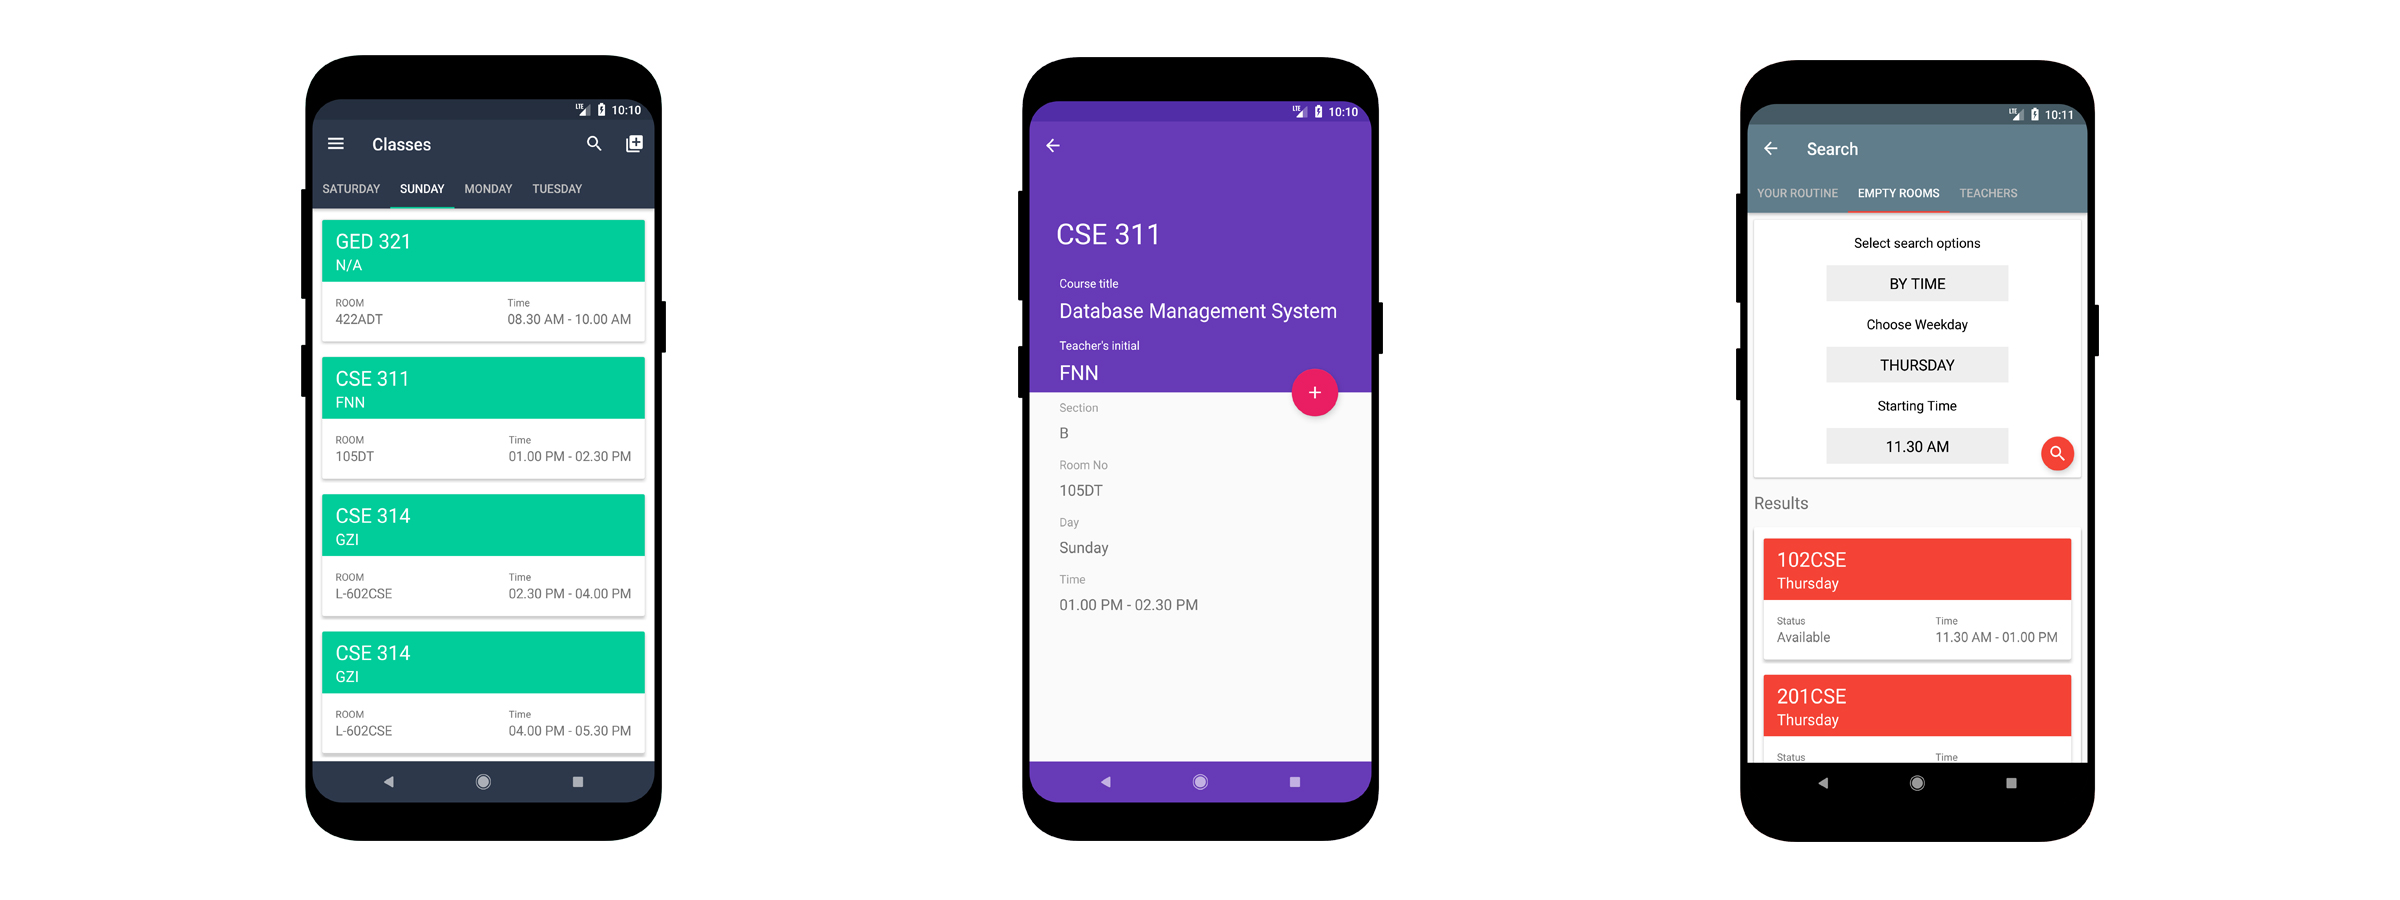 LTE 10:10
Classes
SATURDAY SUNDAY MONDAY TUESDAY
GED 321
N/A
ROOM Time
422ADT 08.30 AM - 10.00 AM
CSE 311
FNN
ROOM Time
105DT 01.00 PM - 02.30 PM
CSE 314
GZI
ROOM Time
L-602CSE 02.30 PM - 04.00 PM
CSE 314
GZI
ROOM Time
L-602CSE 04.00 PM - 05.30 PM
LTE 10:10
CSE 311
Course title
Database Management System
Teacher's initial
FNN
Section
B
Room No
105DT
Day
Sunday
Time
01.00 PM - 02.30 PM
LTE 10:11
Search
YOUR ROUTINE EMPTY ROOMS TEACHERS
Select search options
BY TIME
Choose Weekday
THURSDAY
Starting Time
11.30 AM
Results
102CSE
Thursday
Status Time
Available 11.30 AM - 01.00 PM
201CSE
Thursday
Status Time